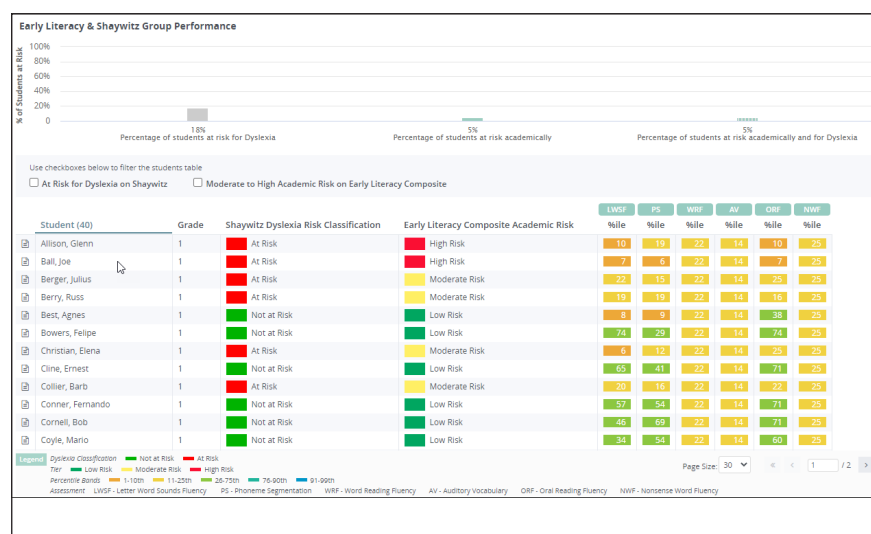 Early Literacy & Shaywitz Group Performance
% of Students at Risk
100%
80%
60%
40%
20%
0
18% 5% 5%
Percentage of students at risk for Dyslexia Percentage of students at risk academically Percentage of students at risk academically and for Dyslexia
Use checkboxes below to filter the students table
At Risk for Dyslexia on Shaywitz Moderate to High Academic Risk on Early Literacy Composite
LWSF PS WRF AV ORF NWF
Student (40) Grade Shaywitz Dyslexia Risk Classification Early Literacy Composite Academic Risk %ile %ile %ile %ile %ile %ile
Allison, Glenn 1 At Risk High Risk 10 19 22 14 10 25
Ball, Joe 1 At Risk High Risk 7 6 22 14 7 25
Berger, Julius 1 At Risk Moderate Risk 22 15 22 14 25 25
Berry, Russ 1 At Risk Moderate Risk 19 19 22 14 16 25
Best, Agnes 1 Not at Risk Low Risk 8 9 22 14 38 25
Bowers, Felipe 1 Not at Risk Low Risk 74 29 22 14 74 25
Christian, Elena 1 At Risk Moderate Risk 6 12 22 14 25 25
Cline, Ernest 1 Not at Risk Low Risk 65 41 22 14 71 25
Collier, Barb 1 At Risk Moderate Risk 20 16 22 14 22 25
Conner, Fernando 1 Not at Risk Low Risk 57 54 22 14 71 25
Cornell, Bob 1 Not at Risk Low Risk 46 69 22 14 71 25
Coyle, Mario 1 Not at Risk Low Risk 34 54 22 14 60 25
Legend Dyslexia Classification Not at Risk At Risk
Tier Low Risk Moderate Risk High Risk
Percentile Bands 1-10th 11-25th 26-75th 76-90th 91-99th
Assessment LWSF - Letter Word Sounds Fluency PS - Phoneme Segmentation WRF - Word Reading Fluency AV - Auditory Vocabulary ORF - Oral Reading Fluency NWF - Nonsense Word Fluency
Page Size: 30 « ‹ 1 / 2 ›